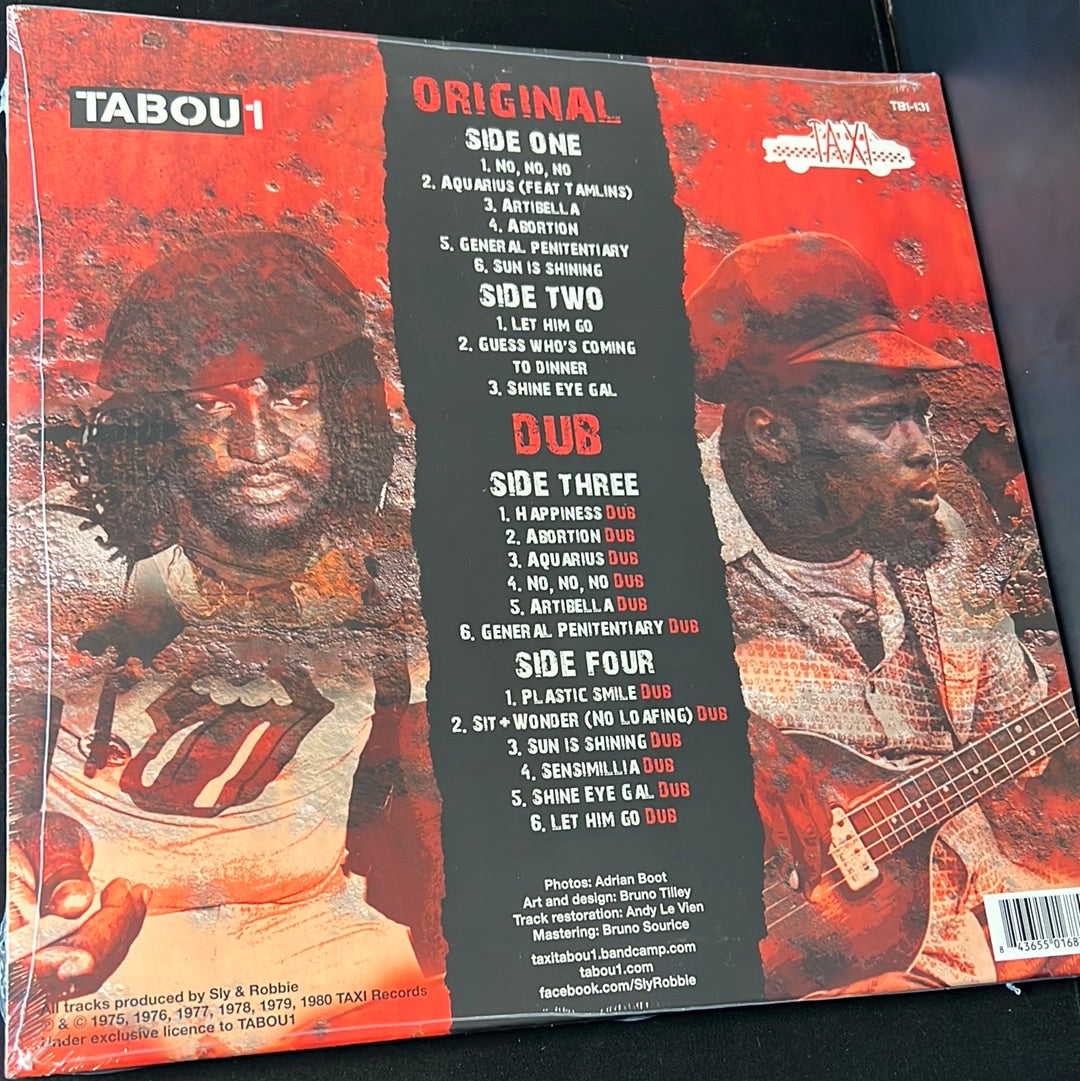 TABOU1
TB1-131
TAXI
ORIGINAL
SIDE ONE
1. NO, NO, NO
2. AQUARIUS (FEAT TAMLINS)
3. ARTIBELLA
4. ABORTION
5. GENERAL PENITENTIARY
6. SUN IS SHINING
SIDE TWO
1. LET HIM GO
2. GUESS WHO'S COMING
TO DINNER
3. SHINE EYE GAL
DUB
SIDE THREE
1. HAPPINESS DUB
2. ABORTION DUB
3. AQUARIUS DUB
4. NO, NO, NO DUB
5. ARTIBELLA DUB
6. GENERAL PENITENTIARY DUB
SIDE FOUR
1. PLASTIC SMILE DUB
2. SIT + WONDER (NO LOAFING) DUB
3. SUN IS SHINING DUB
4. SENSIMILLIA DUB
5. SHINE EYE GAL DUB
6. LET HIM GO DUB
Photos: Adrian Boot
Art and design: Bruno Tilley
Track restoration: Andy Le Vien
Mastering: Bruno Sourice
taxitabou1.bandcamp.com
tabou1.com
facebook.com/SlyRobbie
All tracks produced by Sly & Robbie
℗ & © 1975, 1976, 1977, 1978, 1979, 1980 TAXI Records
Under exclusive licence to TABOU1
8 43655 0168